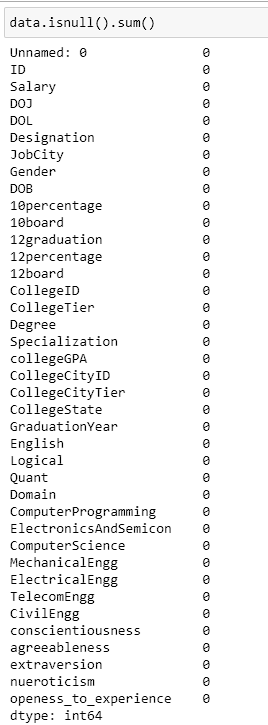 data.isnull().sum()
Unnamed: 0 0
ID 0
Salary 0
DOJ 0
DOL 0
Designation 0
JobCity 0
Gender 0
DOB 0
10percentage 0
10board 0
12graduation 0
12percentage 0
12board 0
CollegeID 0
CollegeTier 0
Degree 0
Specialization 0
collegeGPA 0
CollegeCityID 0
CollegeCityTier 0
CollegeState 0
GraduationYear 0
English 0
Logical 0
Quant 0
Domain 0
ComputerProgramming 0
ElectronicsAndSemicon 0
ComputerScience 0
MechanicalEngg 0
ElectricalEngg 0
TelecomEngg 0
CivilEngg 0
conscientiousness 0
agreeableness 0
extraversion 0
nueroticism 0
openess_to_experience 0
dtype: int64